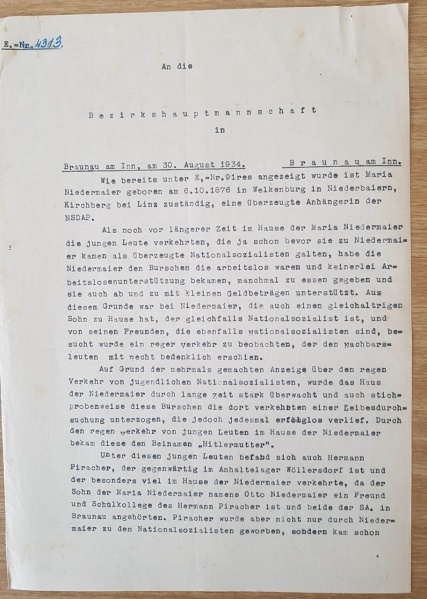 E.=Nr. 4313.
An die
Bezirkshauptmannschaft
in
Braunau am Inn, am 30. August 1934. Braunau am Inn.
Wie bereits unter E.=Nr.91res angezeigt wurde ist Maria
Niedermaier geboren am 6.10.1876 in Welkenburg in Niederbaiern,
Kirchberg bei Linz zuständig, eine überzeugte Anhängerin der
NSDAP.
Als noch vor längerer Zeit im Hause der Maria Niedermaier
die jungen Leute verkehrten, die ja schon bevor sie zu Niedermai=
er kamen als überzeugte Nationalsozialisten galten, habe die
Niedermaier den Burschen die arbeitslos waren und keinerlei Ar=
beitslosenunterstützung bekamen, manchmal zu essen gegeben und
sie auch ab und zu mit kleinen Geldbeträgen unterstützt. Aus
diesem Grunde war bei Niedermaier, die auch einen gleichaltrigen
Sohn zu Hause hat, der gleichfalls Nationalsozialist ist, und
von seinen Freunden, die ebenfalls Nationalsozialisten sind, be=
sucht wurde ein reger Verkehr zu beobachten, der den Nachbars=
leuten mit recht bedenklich erschien.
Auf Grund der mehrmals gemachten Anzeige über den regen
Verkehr von jugendlichen Nationalsozialisten, wurde das Haus
der Niedermaier durch lange zeit stark überwacht und auch stich=
probenweise diese Burschen die dort verkehrten einer Leibesdurch=
suchung unterzogen, die jedoch jedesmal erfoglos verlief. Durch
den regen Verkehr von jungen Leuten im Hause der Niedermaier
bekam diese den Beinamen „Hitlermutter".
Unter diesen jungen Leuten befand sich auch Hermann
Piracher, der gegenwärtig im Anhaltelager Wöllersdorf ist und
der besonders viel im Hause der Niedermaier verkehrte, da der
Sohn der Maria Niedermaier namens Otto Niedermaier ein Freund
und Schulkollege des Hermann Piracher ist und beide der SA. in
Braunau angehörten. Piracher wurde aber nicht nur durch Nieder=
maier zu den Nationalsozialisten geworben, sondern kam schon